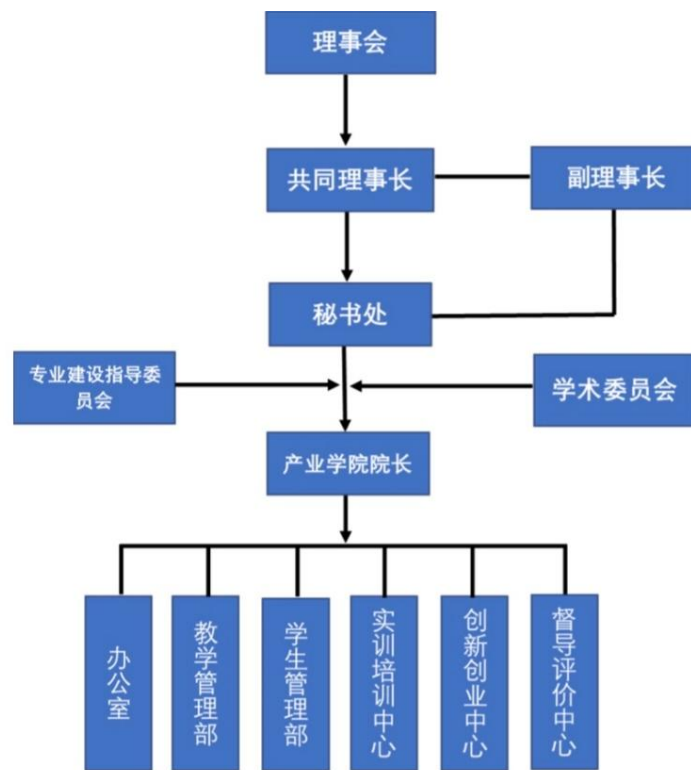 理事会
共同理事长
副理事长
秘书处
专业建设指导委
员会
学术委员会
产业学院院长
办公室
教学管理部
学生管理部
实训培训中心
创新创业中心
督导评价中心